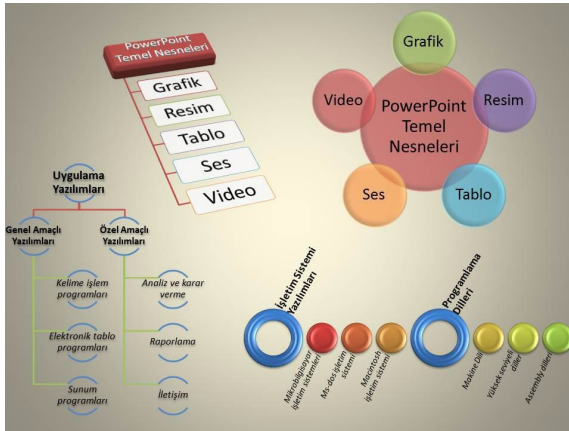 PowerPoint
Temel Nesneleri
Grafik
Resim
Tablo
Ses
Video
Grafik
Video
Resim
PowerPoint
Temel
Nesneleri
Ses
Tablo
Uygulama
Yazılımları
Genel Amaçlı
Yazılımları
Özel Amaçlı
Yazılımları
Kelime işlem
programları
Analiz ve karar
verme
Elektronik tablo
programları
Raporlama
Sunum
programları
İletişim
İşletim Sistemi
Yazılımları
Mikrobilgisayar
işletim sistemleri
Ms-dos işletim
sistemi
Macintosh
işletim sistemi
Programlama
Dilleri
Makine Dili
Yüksek seviyeli
diller
Assembly dilleri